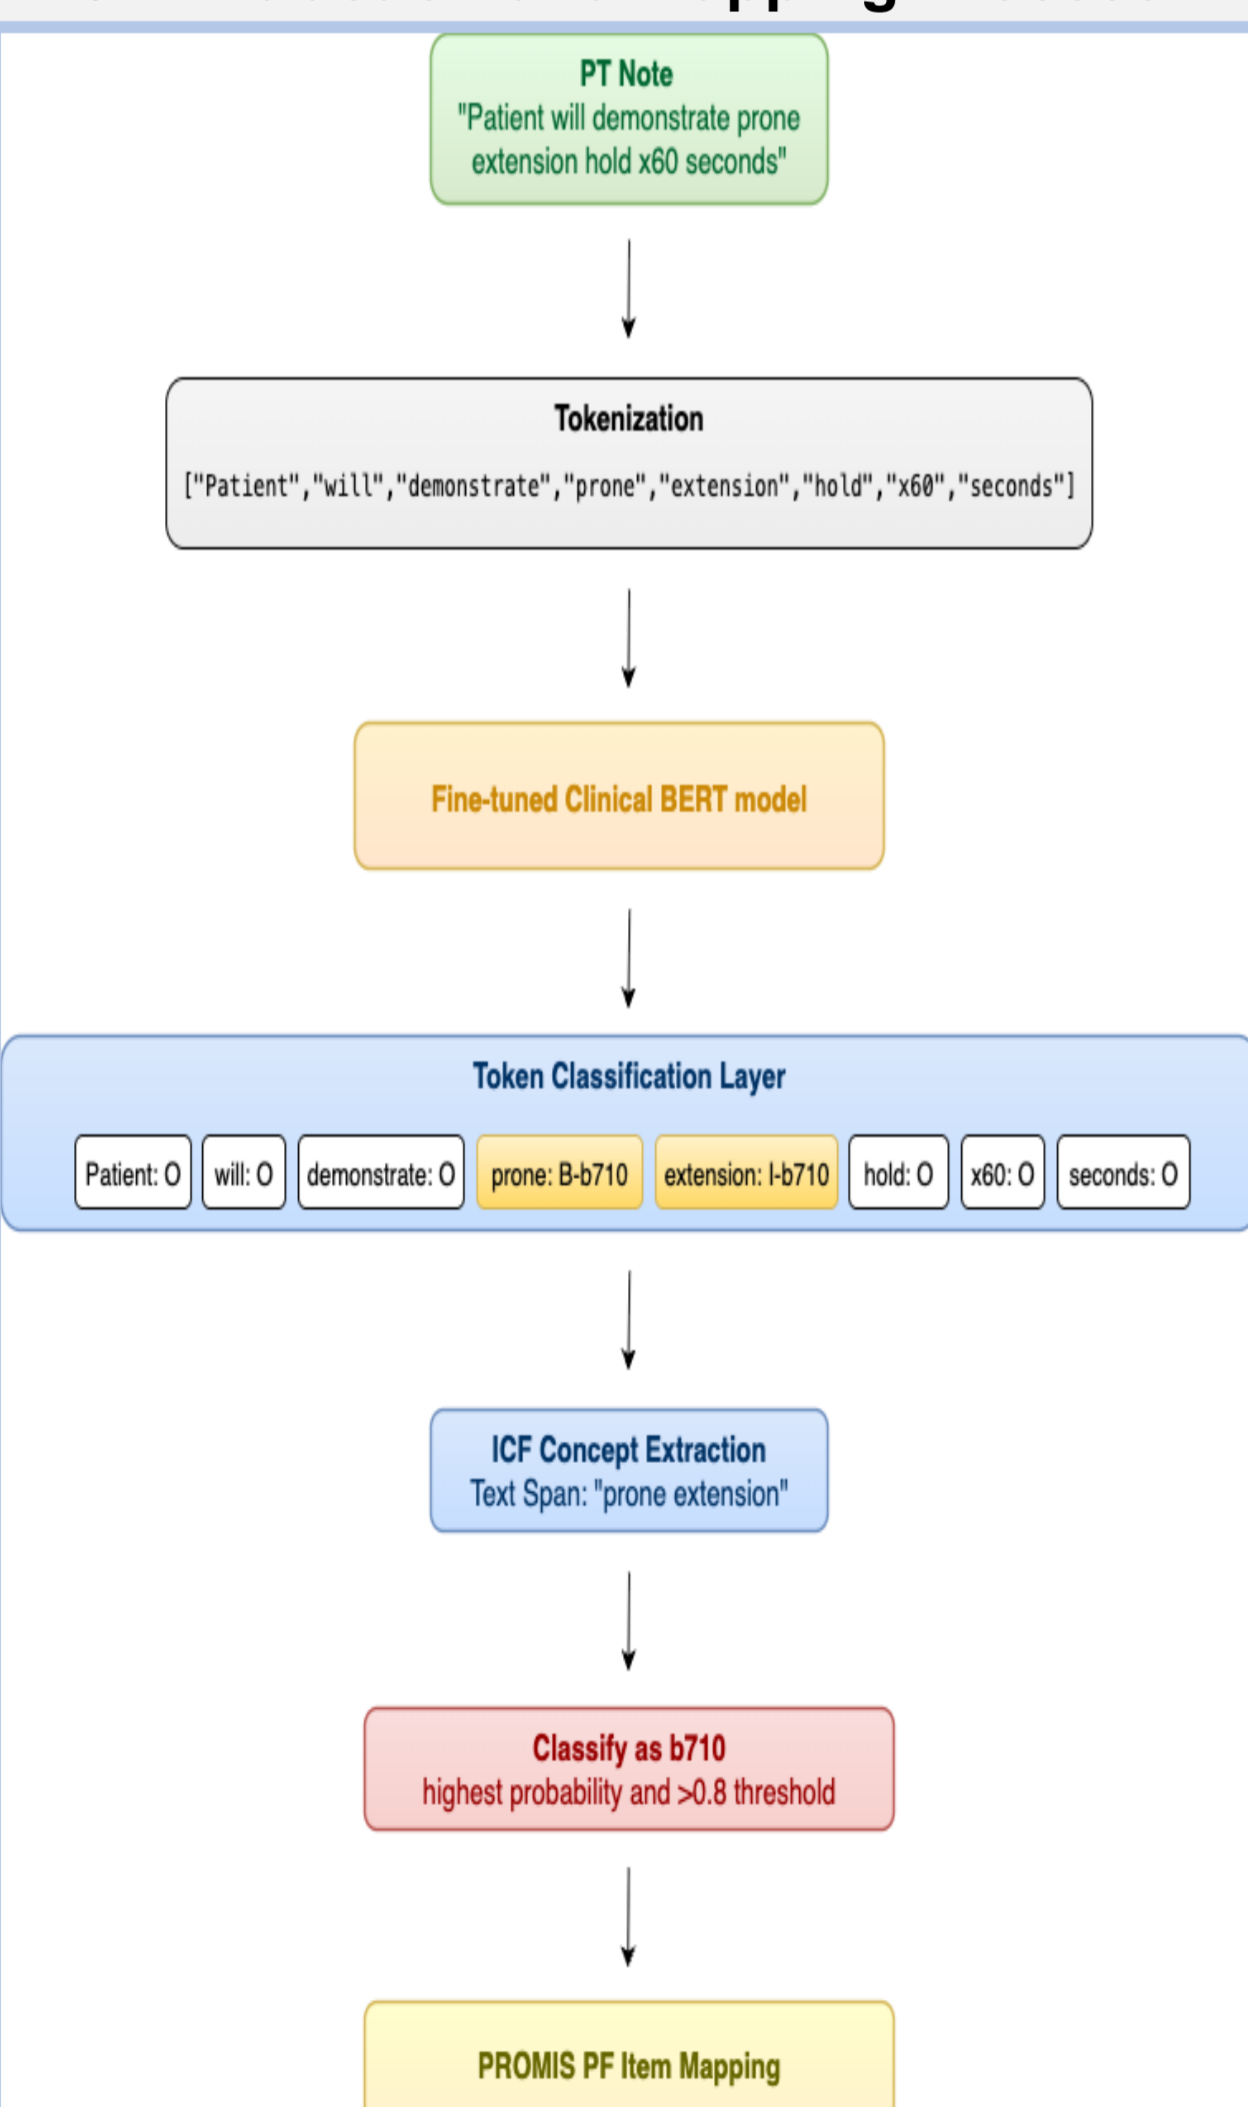 PT Note
"Patient will demonstrate prone
extension hold x60 seconds"
Tokenization
["Patient","will","demonstrate","prone","extension","hold","x60","seconds"]
Fine-tuned Clinical BERT model
Token Classification Layer
Patient: O will: O demonstrate: O prone: B-b710 extension: I-b710 hold: O x60: O seconds: O
ICF Concept Extraction
Text Span: "prone extension"
Classify as b710
highest probability and >0.8 threshold
PROMIS PF Item Mapping